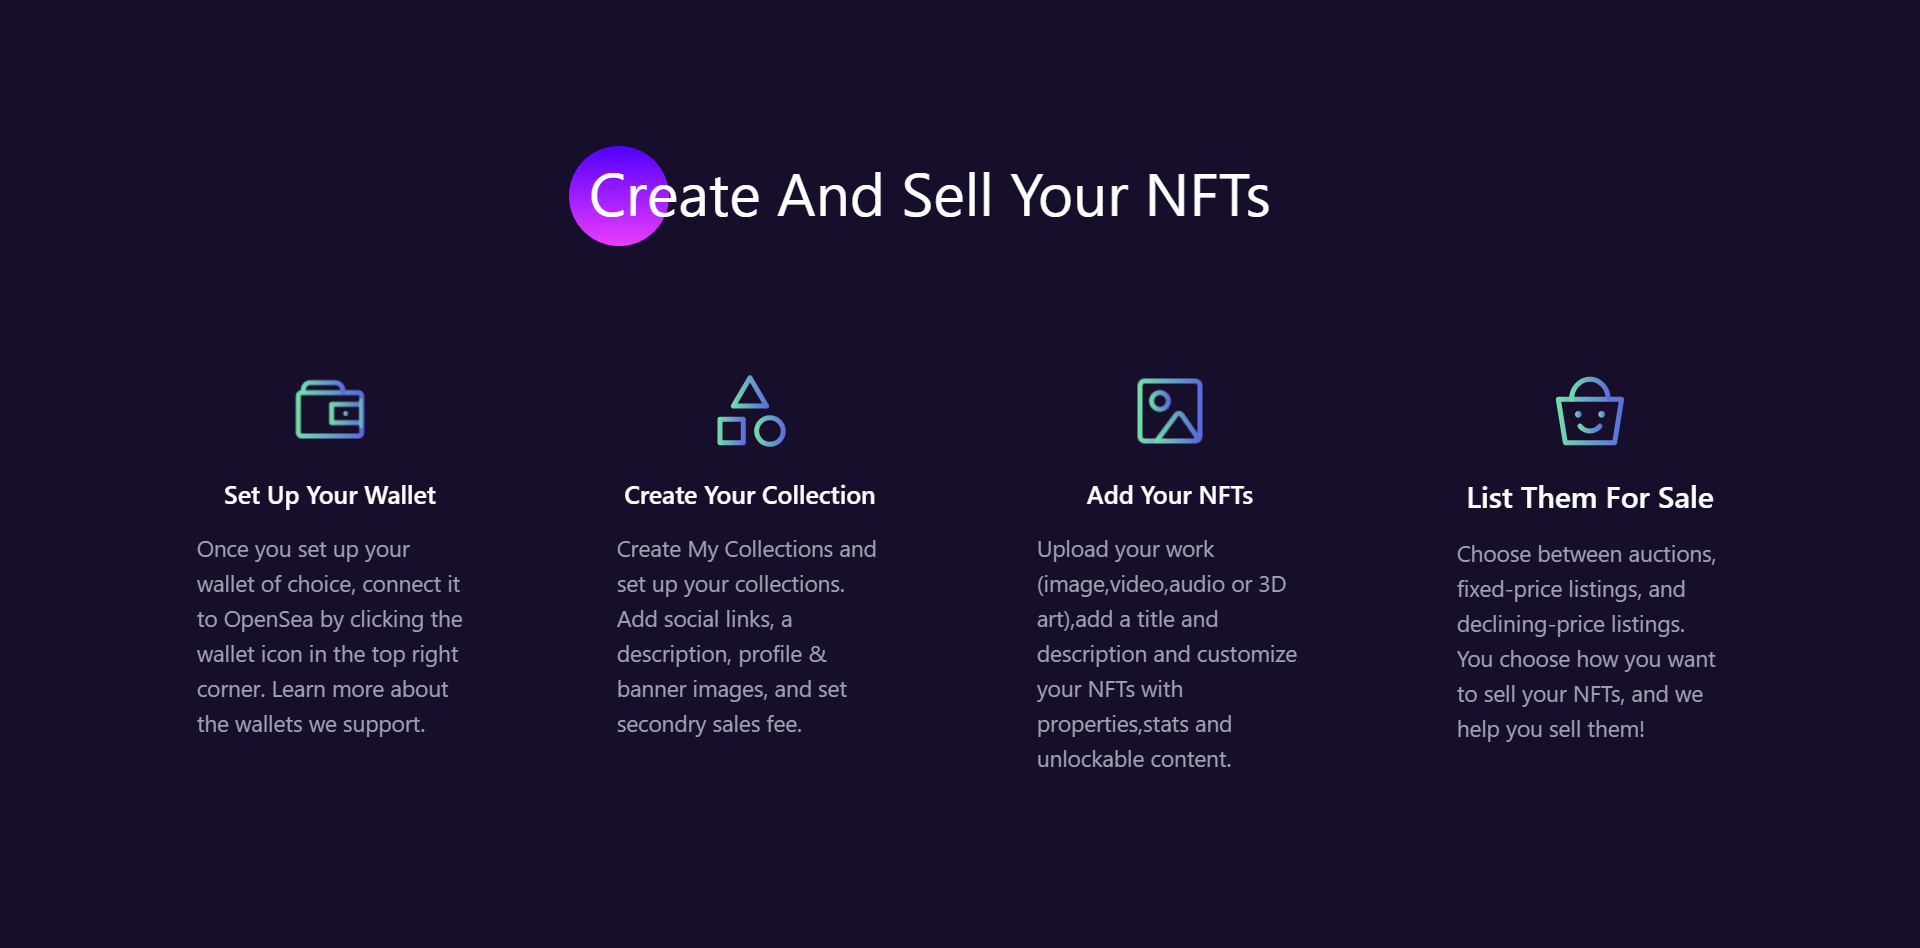 Create And Sell Your NFTs
Set Up Your Wallet
Once you set up your
wallet of choice, connect it
to OpenSea by clicking the
wallet icon in the top right
corner. Learn more about
the wallets we support.
Create Your Collection
Create My Collections and
set up your collections.
Add social links, a
description, profile &
banner images, and set
secondry sales fee.
Add Your NFTs
Upload your work
(image,video,audio or 3D
art),add a title and
description and customize
your NFTs with
properties,stats and
unlockable content.
List Them For Sale
Choose between auctions,
fixed-price listings, and
declining-price listings.
You choose how you want
to sell your NFTs, and we
help you sell them!